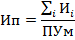 Ип = ∑ᵢ Иᵢ / ПУм